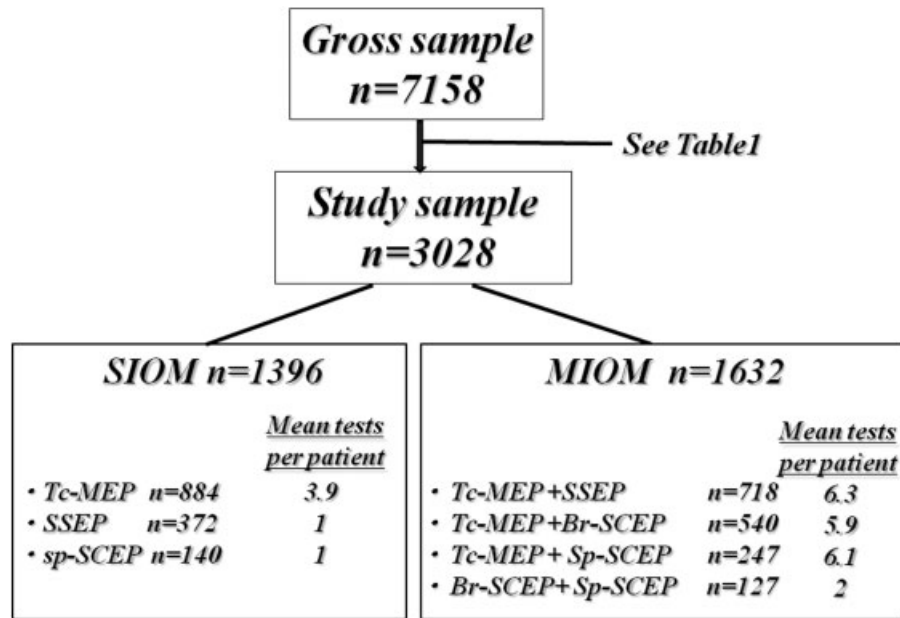 Gross sample
n=7158
See Table1
Study sample
n=3028
SIOM n=1396
Mean tests
per patient
· Tc-MEP n=884 3.9
· SSEP n=372 1
· sp-SCEP n=140 1
MIOM n=1632
Mean tests
per patient
· Tc-MEP+SSEP n=718 6.3
· Tc-MEP+Br-SCEP n=540 5.9
· Tc-MEP+ Sp-SCEP n=247 6.1
· Br-SCEP+ Sp-SCEP n=127 2